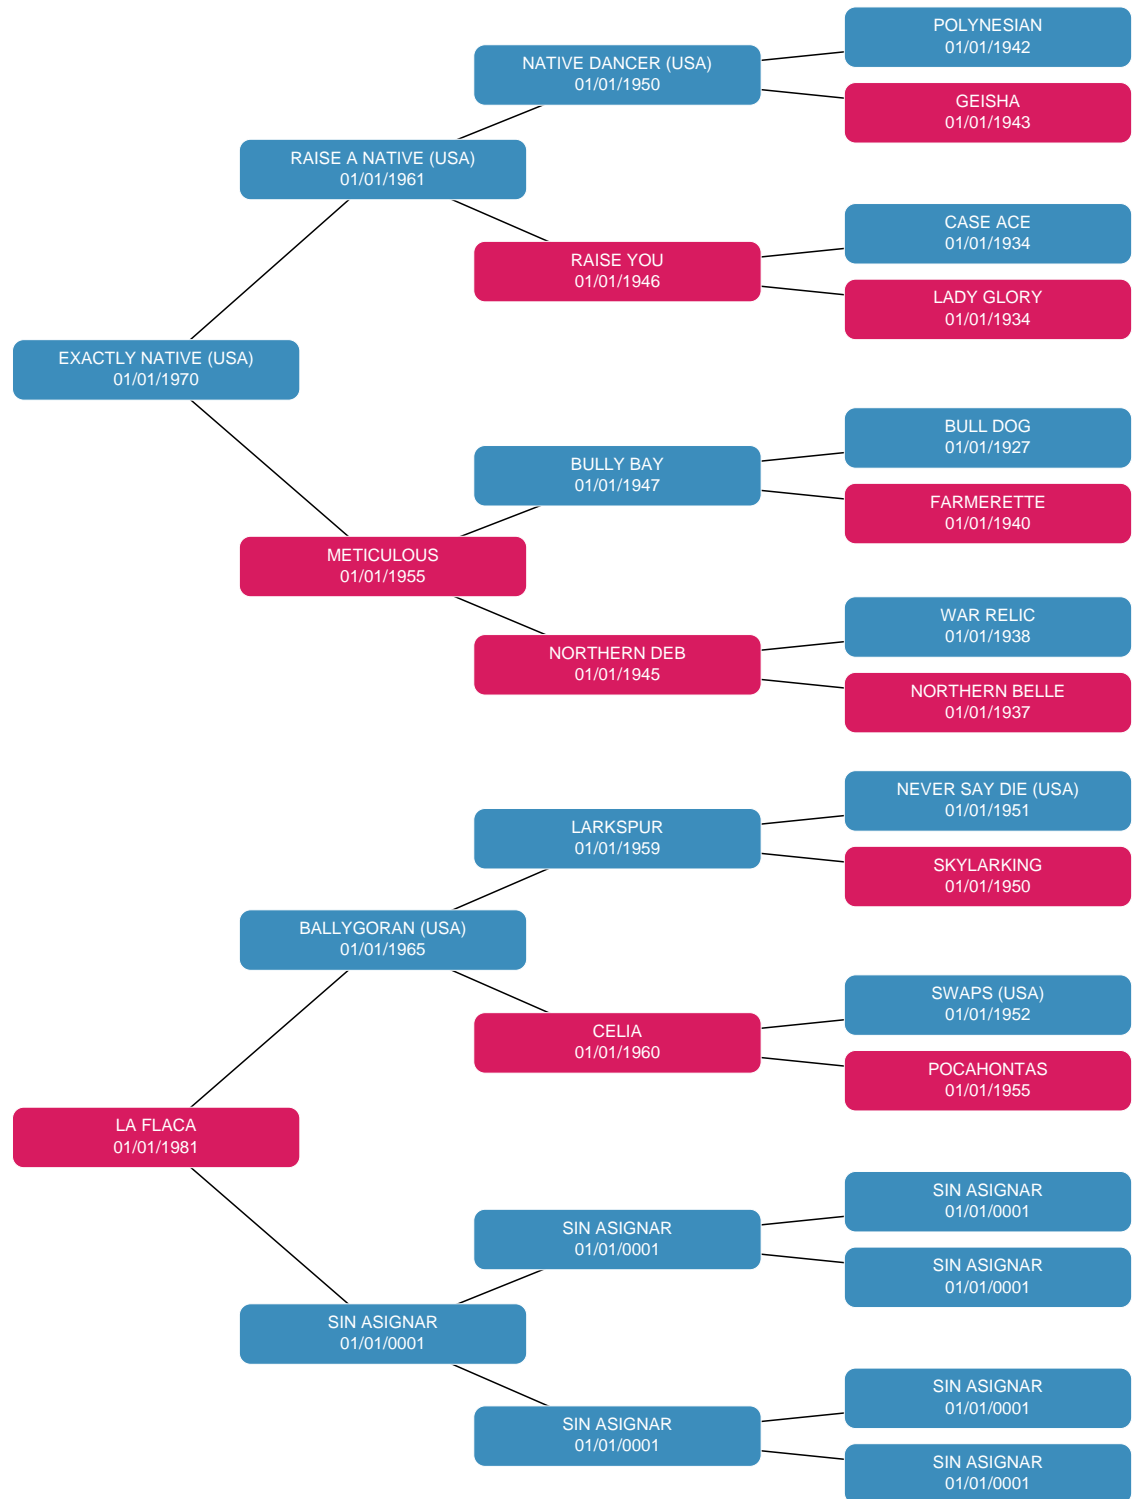 POLYNESIAN
01/01/1942
NATIVE DANCER (USA)
01/01/1950
GEISHA
01/01/1943
RAISE A NATIVE (USA)
01/01/1961
CASE ACE
01/01/1934
RAISE YOU
01/01/1946
LADY GLORY
01/01/1934
EXACTLY NATIVE (USA)
01/01/1970
BULL DOG
01/01/1927
BULLY BAY
01/01/1947
FARMERETTE
01/01/1940
METICULOUS
01/01/1955
WAR RELIC
01/01/1938
NORTHERN DEB
01/01/1945
NORTHERN BELLE
01/01/1937
NEVER SAY DIE (USA)
01/01/1951
LARKSPUR
01/01/1959
SKYLARKING
01/01/1950
BALLYGORAN (USA)
01/01/1965
SWAPS (USA)
01/01/1952
CELIA
01/01/1960
POCAHONTAS
01/01/1955
LA FLACA
01/01/1981
SIN ASIGNAR
01/01/0001
SIN ASIGNAR
01/01/0001
SIN ASIGNAR
01/01/0001
SIN ASIGNAR
01/01/0001
SIN ASIGNAR
01/01/0001
SIN ASIGNAR
01/01/0001
SIN ASIGNAR
01/01/0001